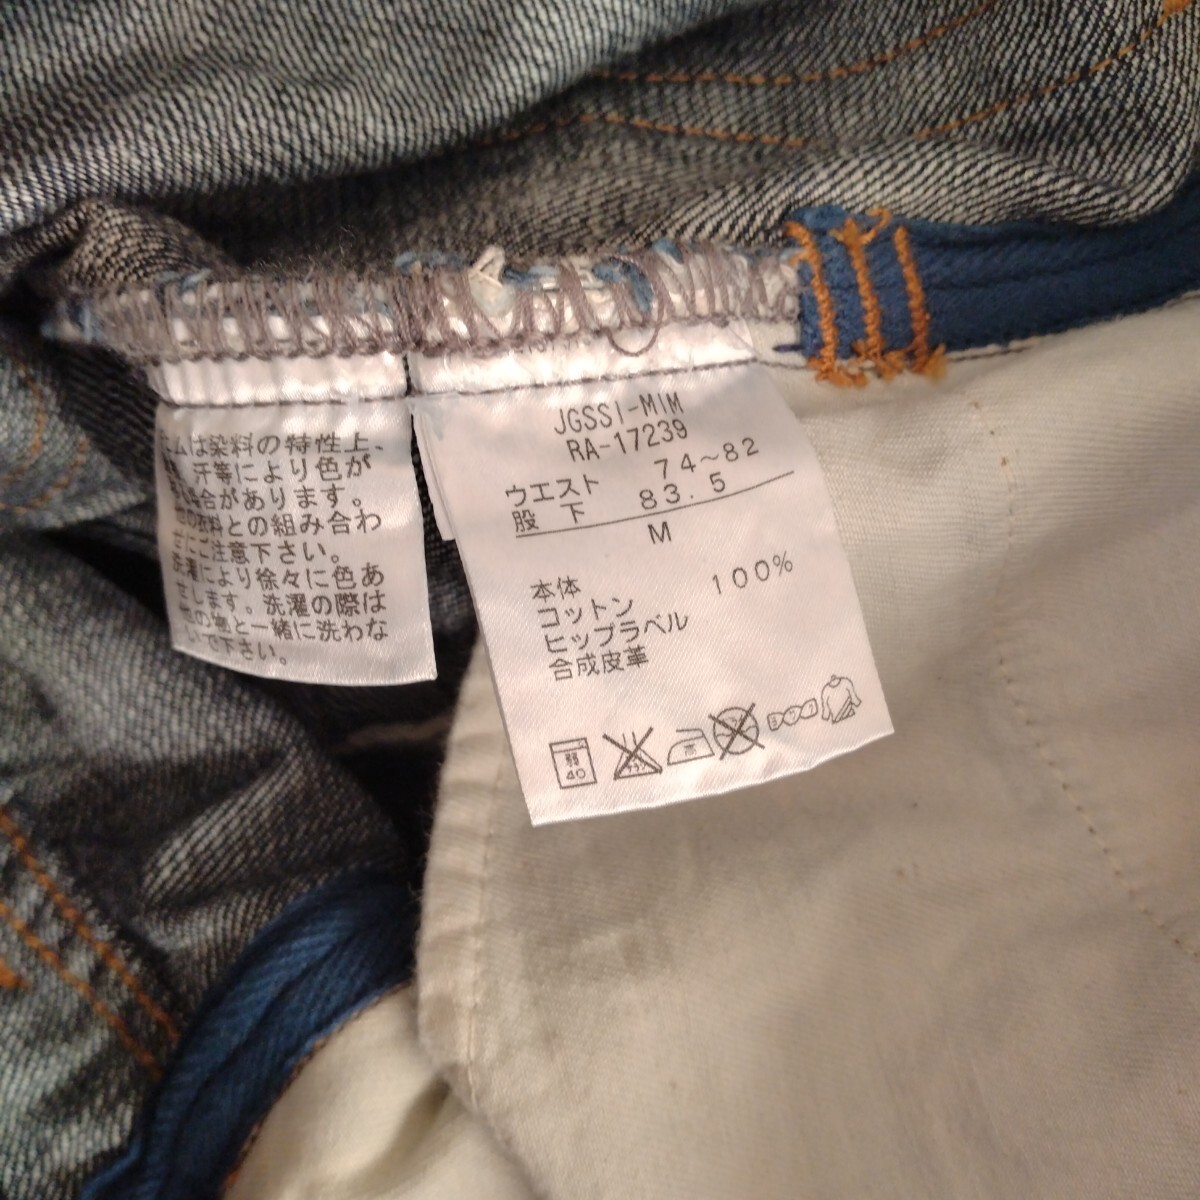 ムは染料の特性上、
汗等により色が
場合があります。
の衣料との組み合わ
にご注意下さい。
洗濯により徐々に色あ
します。洗濯の際は
他の物と一緒に洗わな
いで下さい。
JGSSI-MIM
RA-17239
ウエスト 74~82
股下 83.5
M
本体
コットン 100%
ヒップラベル
合成皮革
弱 40 高